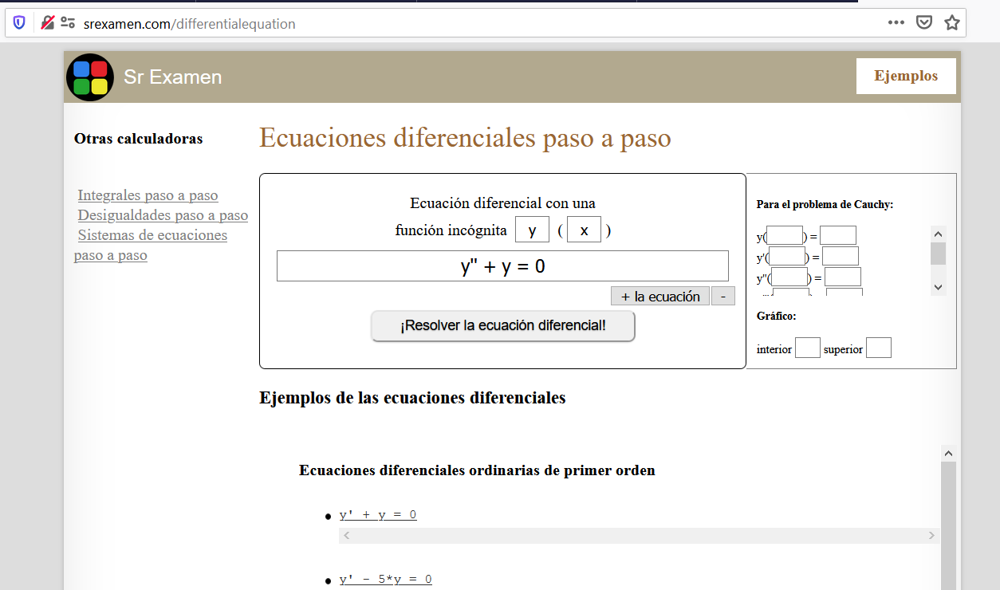 srexamen.com/differentialequation
Sr Examen
Ejemplos
Otras calculadoras
Integrales paso a paso
Desigualdades paso a paso
Sistemas de ecuaciones
paso a paso
Ecuaciones diferenciales paso a paso
Ecuación diferencial con una
función incógnita y ( x )
y" + y = 0
+ la ecuación -
¡Resolver la ecuación diferencial!
Para el problema de Cauchy:
y( ) =
y'( ) =
y''( ) =
Gráfico:
interior superior
Ejemplos de las ecuaciones diferenciales
Ecuaciones diferenciales ordinarias de primer orden
y' + y = 0
y' - 5*y = 0